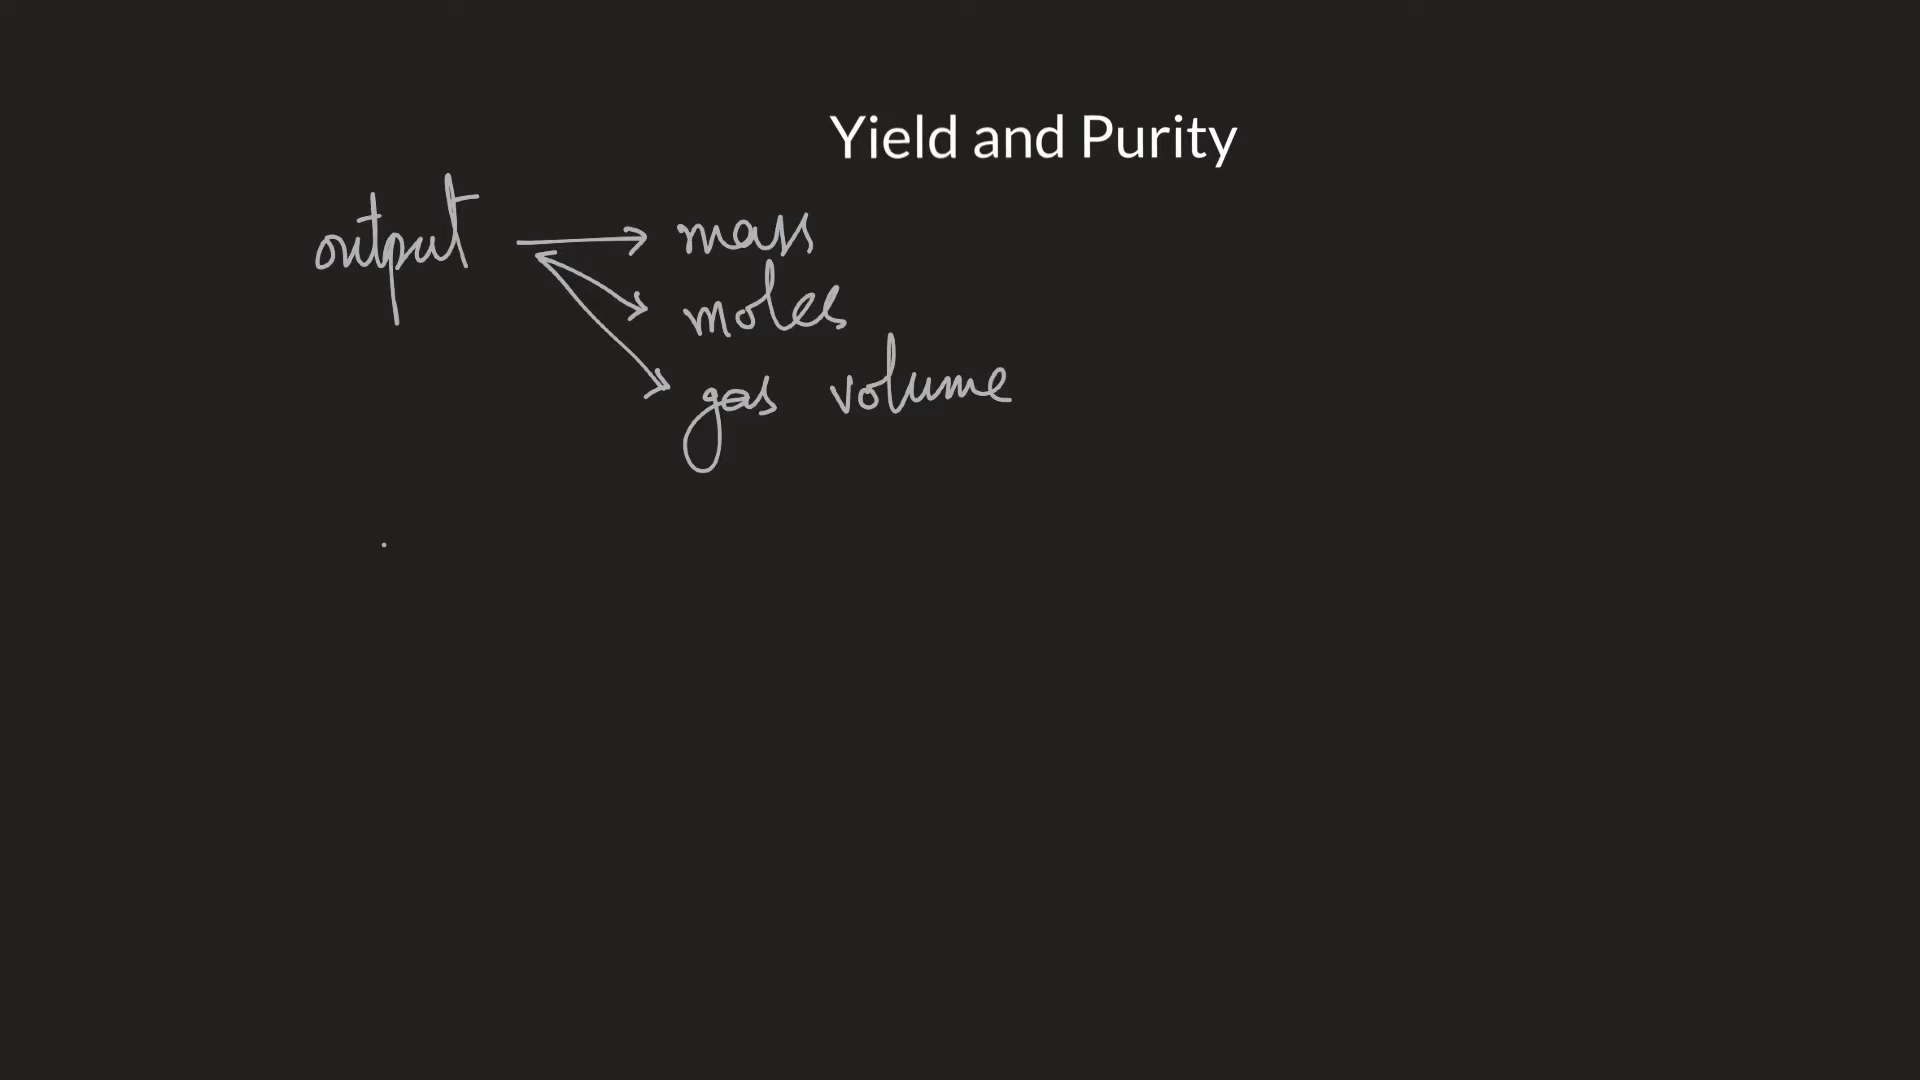 Yield and Purity
output → mass
moles
gas volume